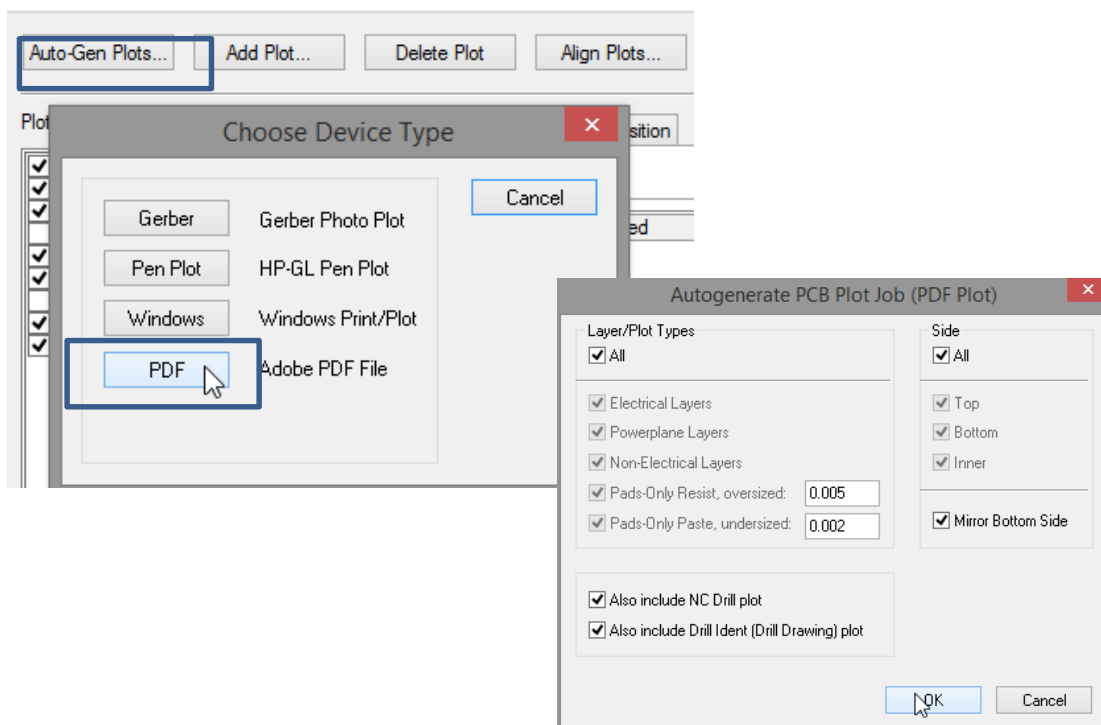 Auto-Gen Plots... Add Plot... Delete Plot Align Plots...
Choose Device Type
Cancel
Gerber Gerber Photo Plot
Pen Plot HP-GL Pen Plot
Windows Windows Print/Plot
PDF Adobe PDF File
Autogenerate PCB Plot Job (PDF Plot)
Layer/Plot Types
All
Electrical Layers
Powerplane Layers
Non-Electrical Layers
Pads-Only Resist, oversized: 0.005
Pads-Only Paste, undersized: 0.002
Side
All
Top
Bottom
Inner
Mirror Bottom Side
Also include NC Drill plot
Also include Drill Ident (Drill Drawing) plot
OK Cancel